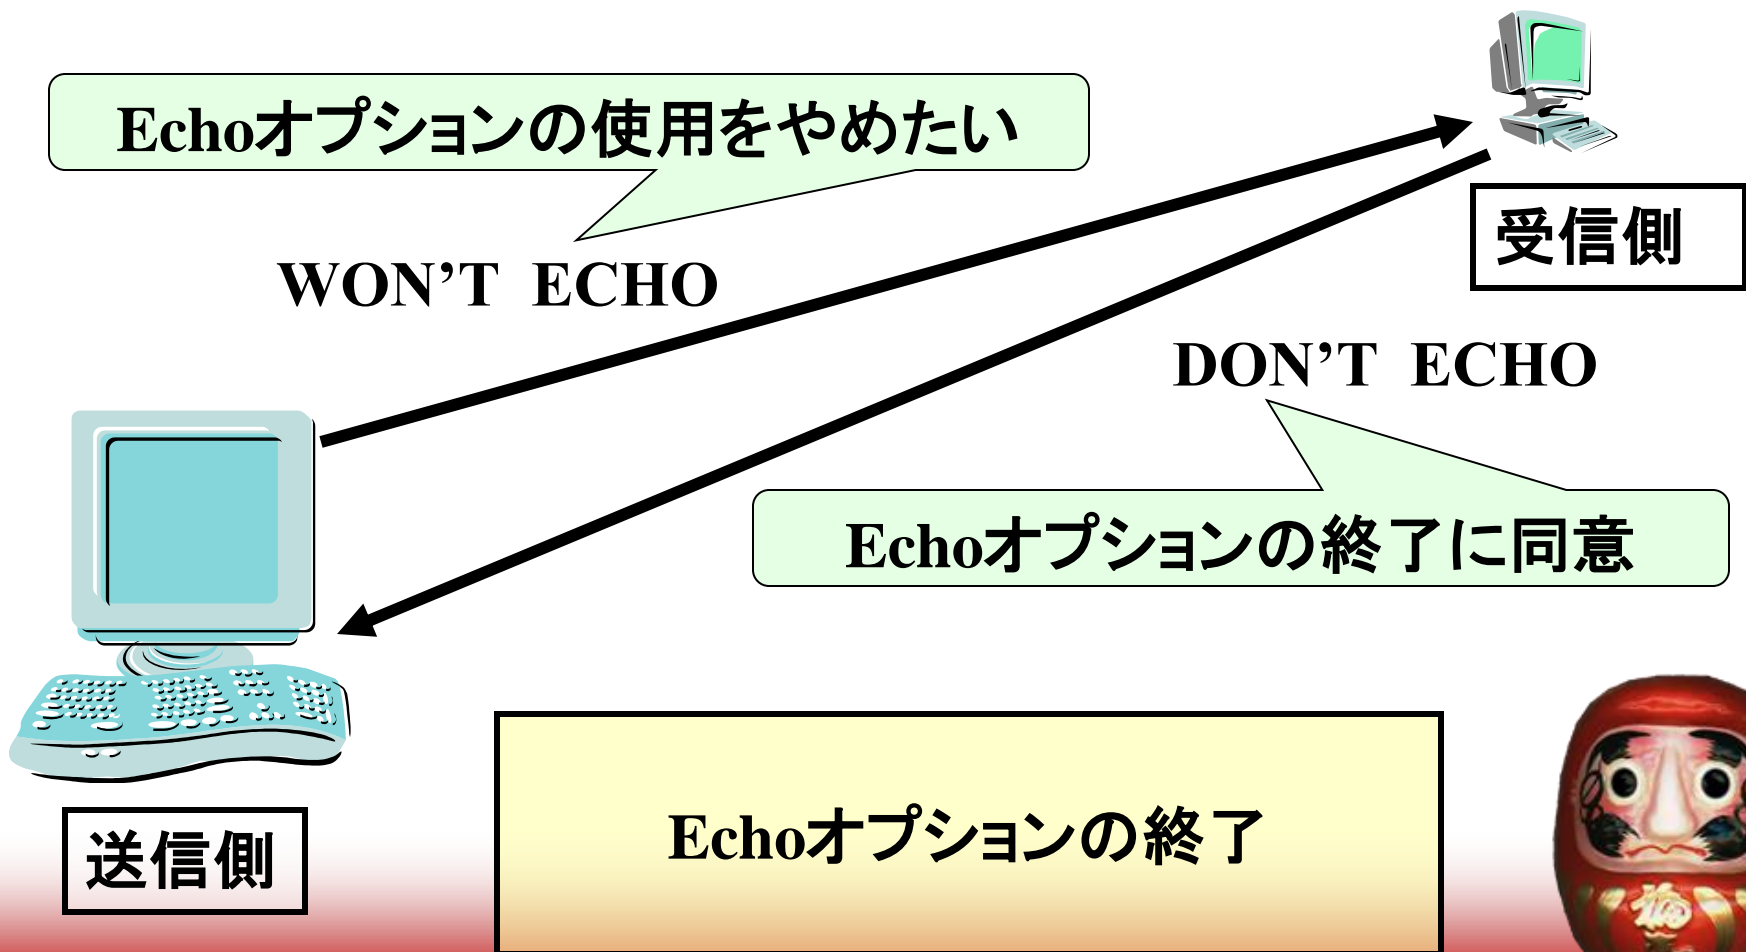 Echoオプションの使用をやめたい
受信側
WON’T ECHO
DON’T ECHO
Echoオプションの終了に同意
Echoオプションの終了
送信側